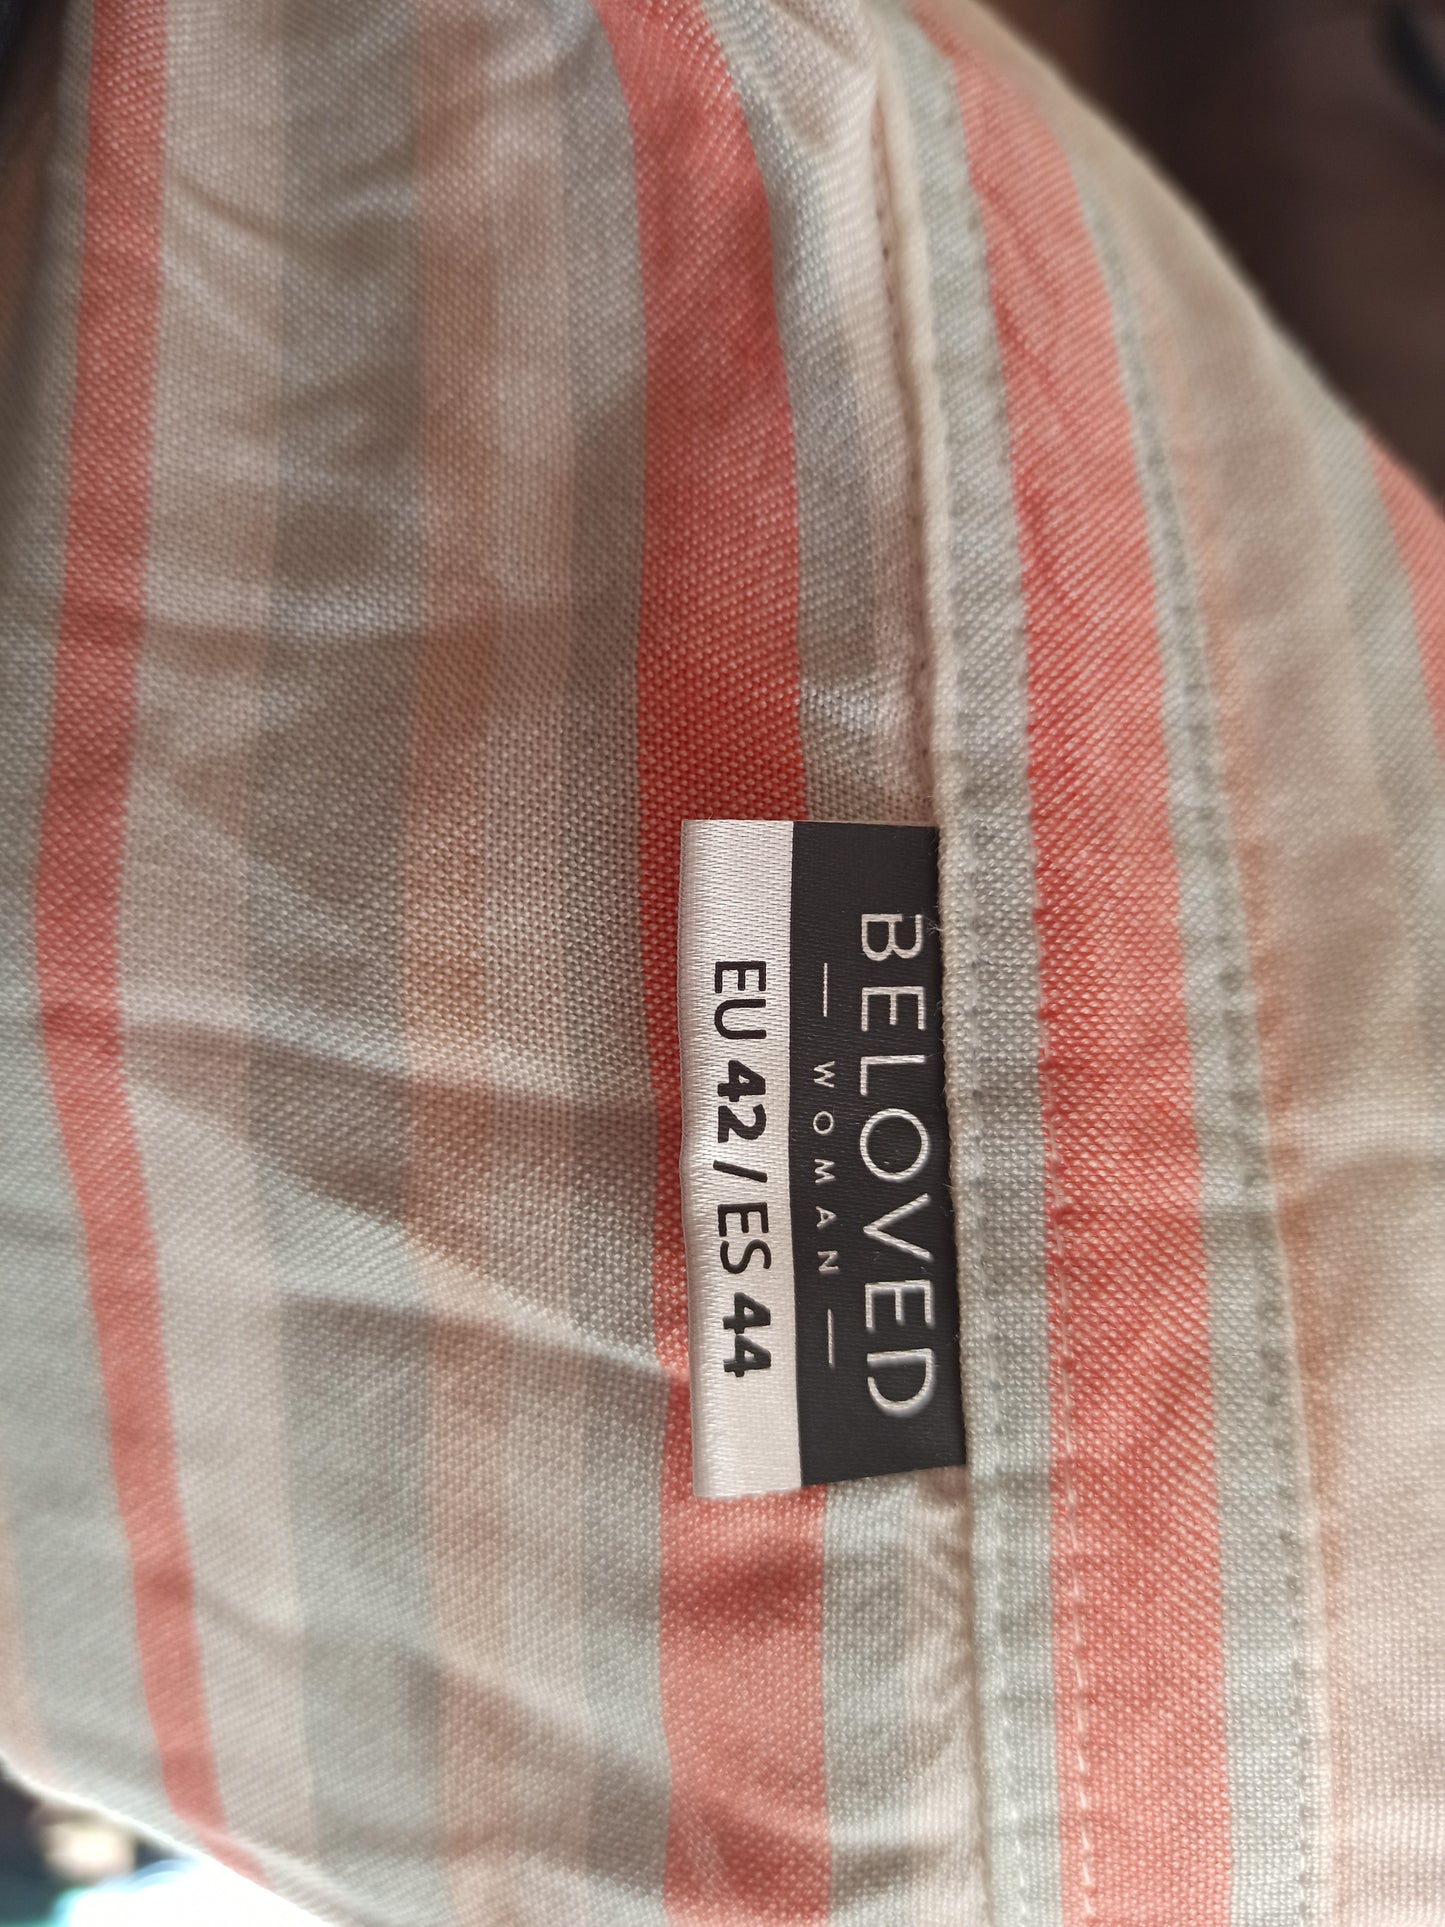 BELOVED
— WOMAN —
EU 42 / ES 44